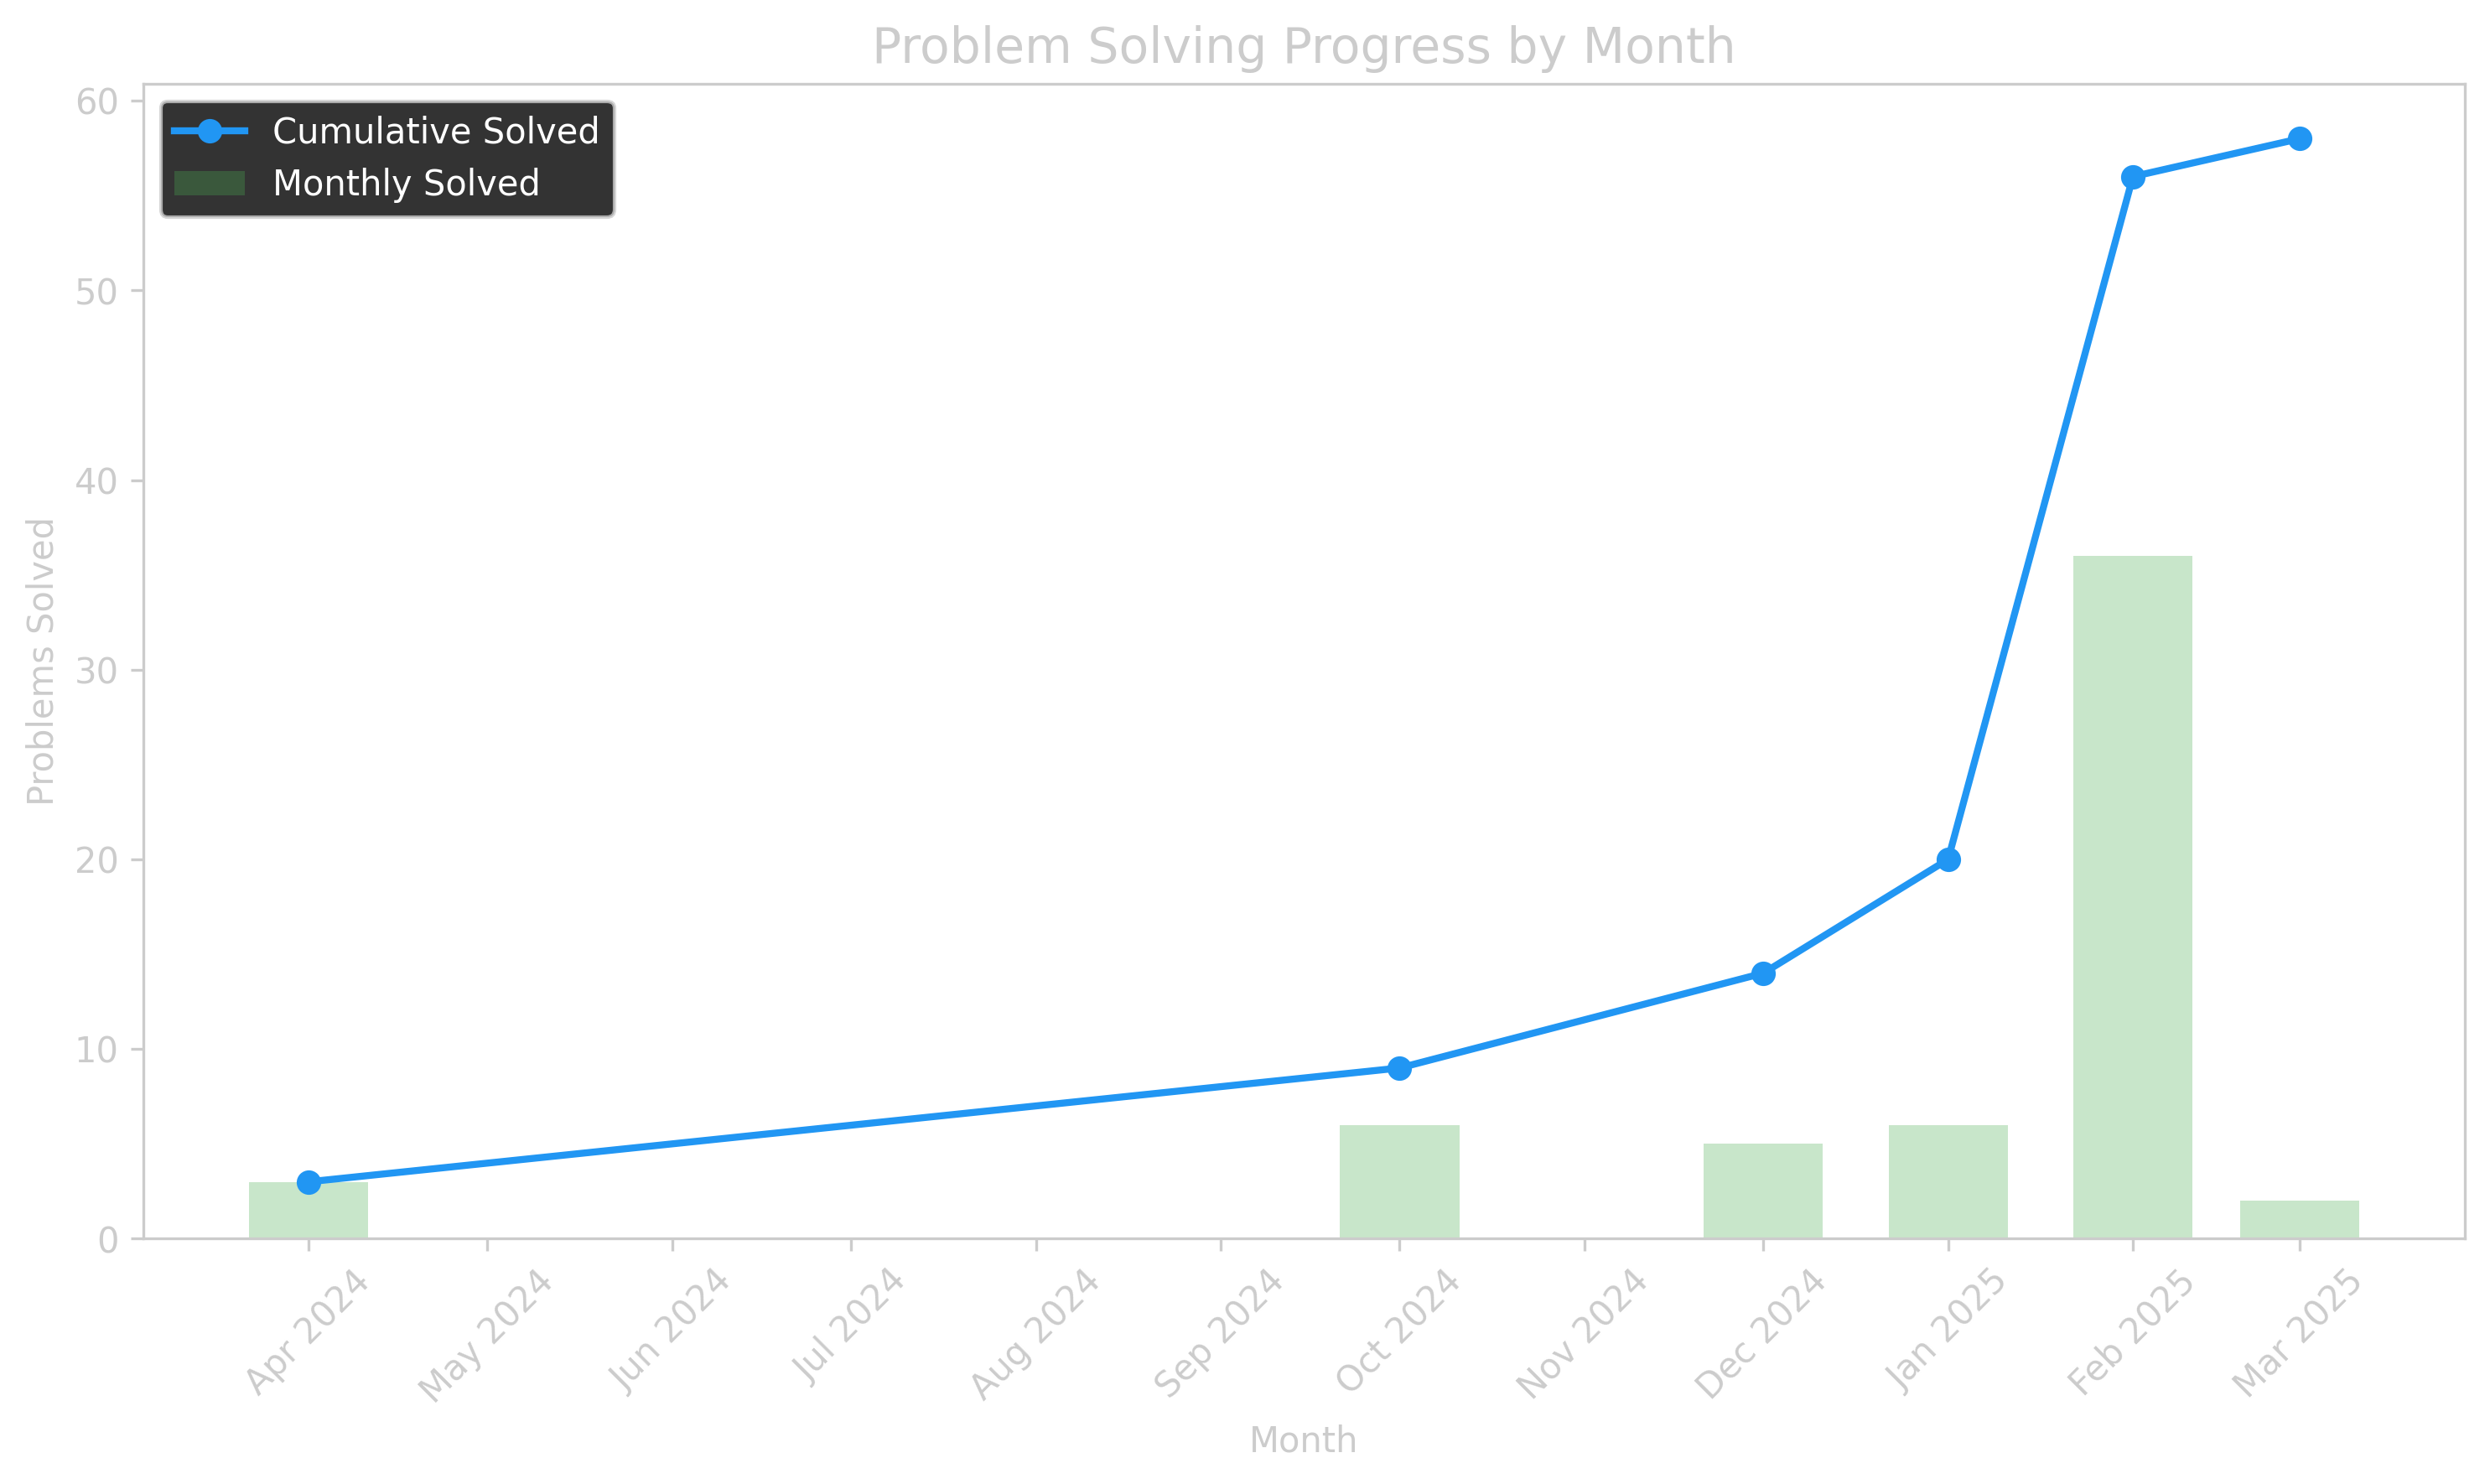 Problem Solving Progress by Month
Cumulative Solved
Monthly Solved
Problems Solved
60
50
40
30
20
10
0
Apr 2024
May 2024
Jun 2024
Jul 2024
Aug 2024
Sep 2024
Oct 2024
Nov 2024
Dec 2024
Jan 2025
Feb 2025
Mar 2025
Month